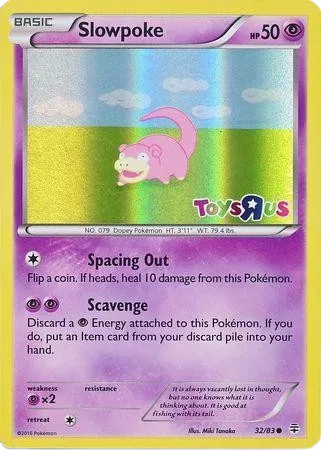 BASIC
Slowpoke
HP50
ToysRus
NO. 079 Dopey Pokémon HT: 3'11" WT: 79.4 lbs.
Spacing Out
Flip a coin. If heads, heal 10 damage from this Pokémon.
Scavenge
Discard a Energy attached to this Pokémon. If you
do, put an Item card from your discard pile into your
hand.
weakness resistance
×2
retreat
It is always vacantly lost in thought,
but no one knows what it is
thinking about. It is good at
fishing with its tail.
©2016 Pokémon
Illus. Miki Tanaka
32/83